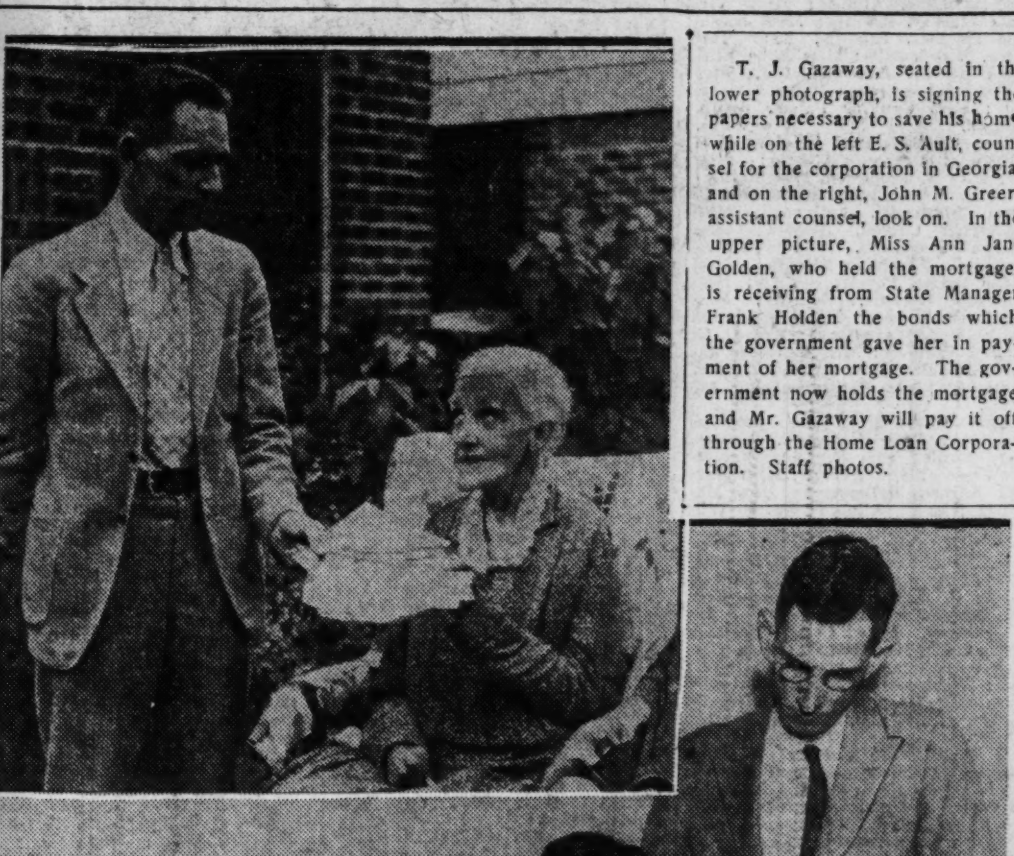 T. J. Gazaway, seated in th
lower photograph, is signing th
papers necessary to save his hom
while on the left E. S. Ault, coun
sel for the corporation in Georgia
and on the right, John M. Greer
assistant counsel, look on. In the
upper picture, Miss Ann Jan
Golden, who held the mortgage
is receiving from State Manager
Frank Holden the bonds which
the government gave her in pay-
ment of her mortgage. The gov-
ernment now holds the mortgage
and Mr. Gazaway will pay it off
through the Home Loan Corpora-
tion. Staff photos.